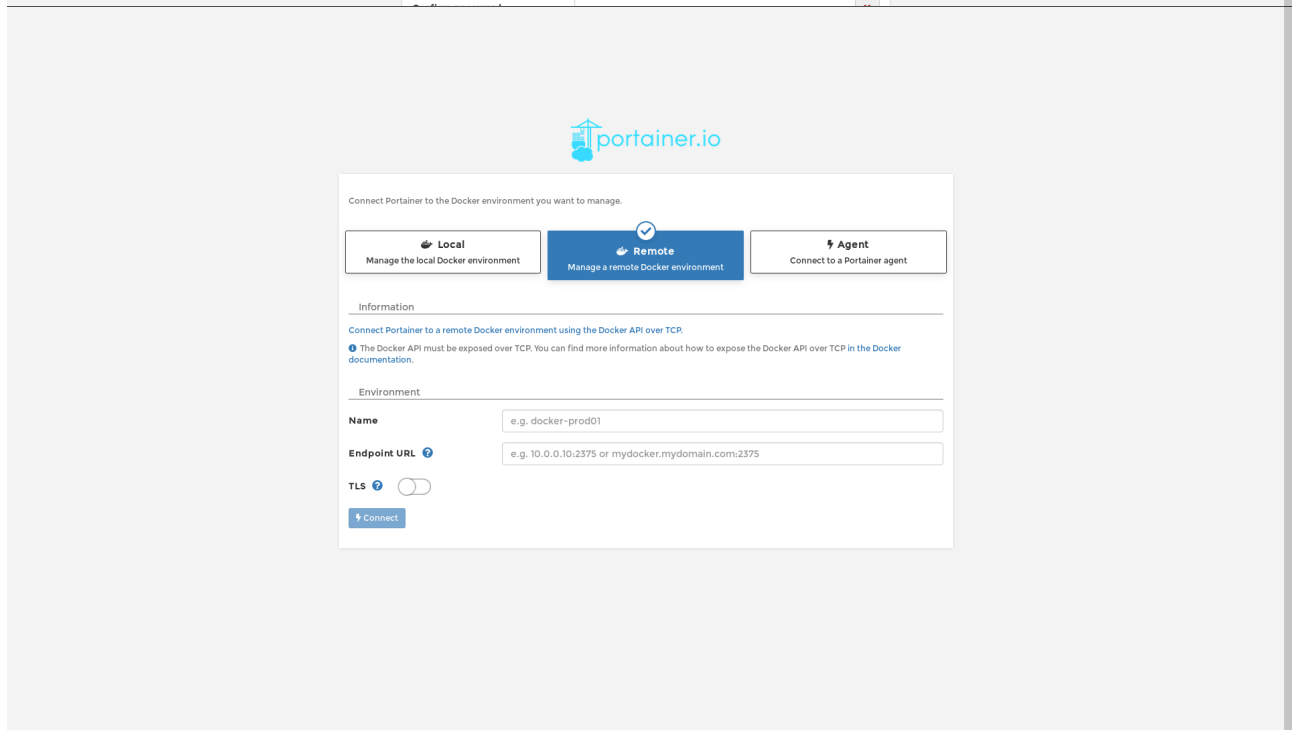 portainer.io
Connect Portainer to the Docker environment you want to manage.
Local
Manage the local Docker environment
Remote
Manage a remote Docker environment
Agent
Connect to a Portainer agent
Information
Connect Portainer to a remote Docker environment using the Docker API over TCP.
The Docker API must be exposed over TCP. You can find more information about how to expose the Docker API over TCP in the Docker
documentation.
Environment
Name
e.g. docker-prod01
Endpoint URL
e.g. 10.0.0.10:2375 or mydocker.mydomain.com:2375
TLS
Connect